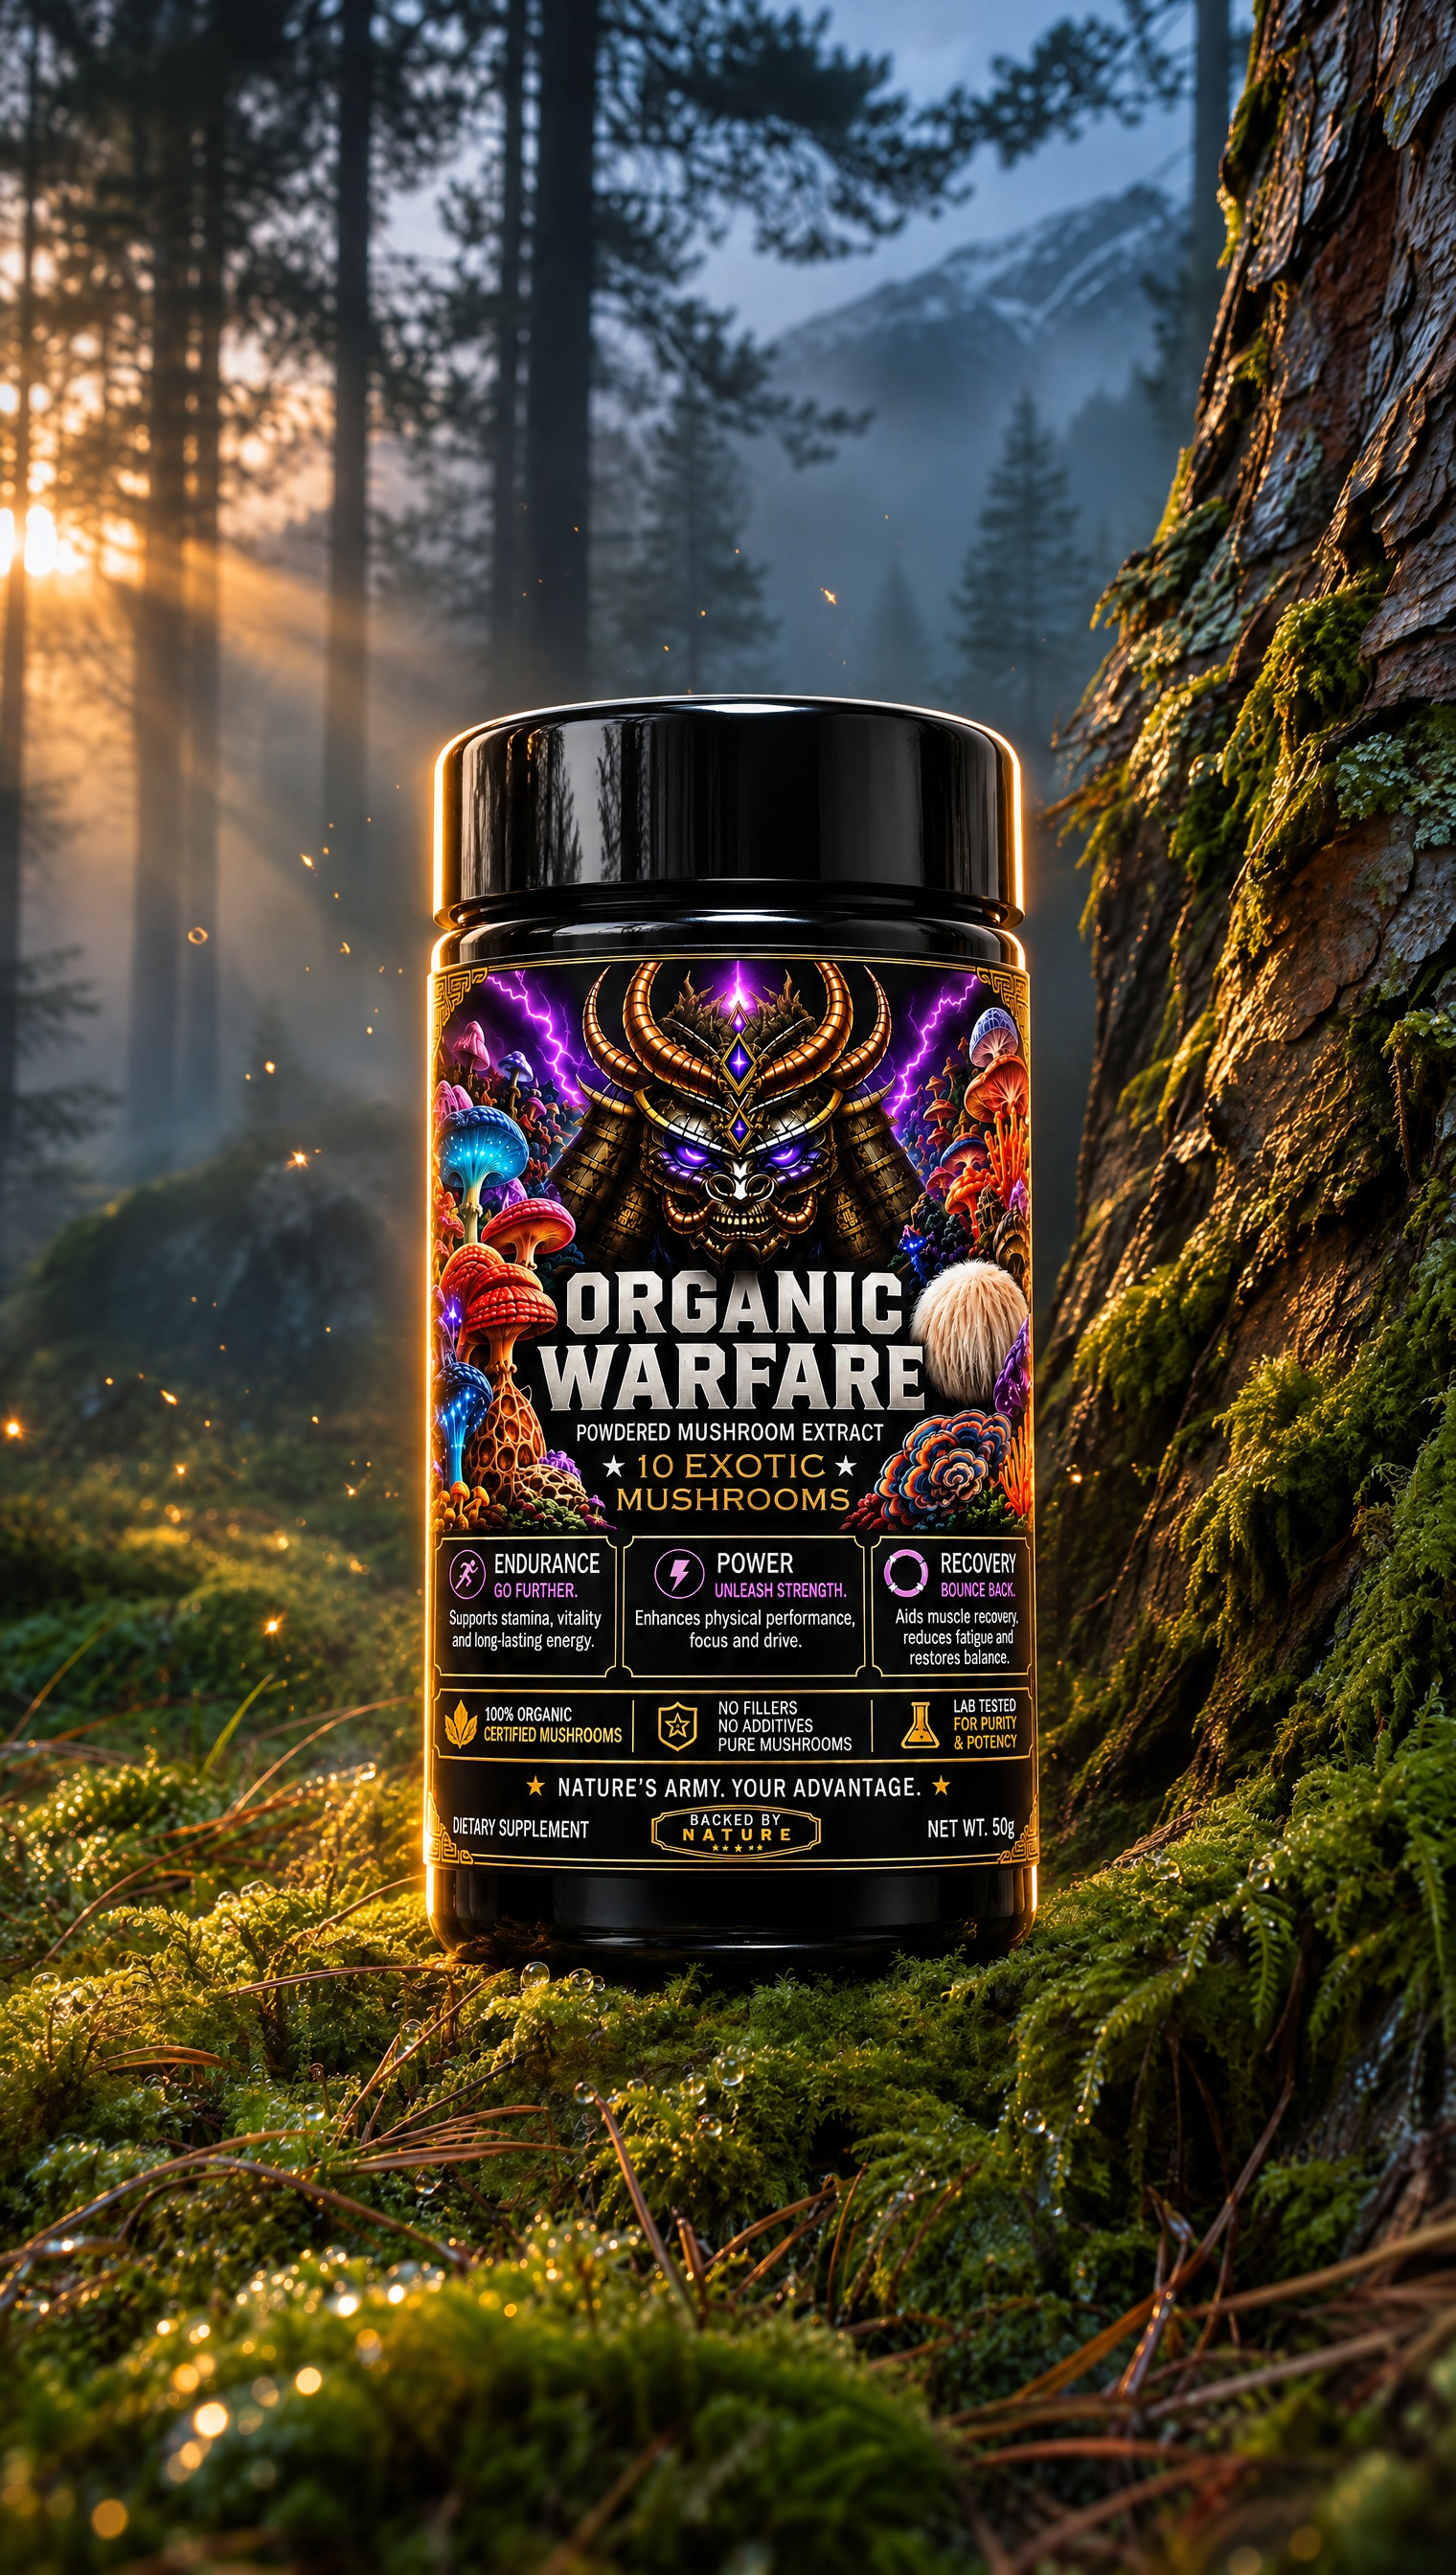 ORGANIC
WARFARE
POWDERED MUSHROOM EXTRACT
★ 10 EXOTIC ★
MUSHROOMS
ENDURANCE
GO FURTHER.
Supports stamina, vitality
and long-lasting energy.
POWER
UNLEASH STRENGTH.
Enhances physical performance,
focus and drive.
RECOVERY
BOUNCE BACK.
Aids muscle recovery,
reduces fatigue and
restores balance.
100% ORGANIC
CERTIFIED MUSHROOMS
NO FILLERS
NO ADDITIVES
PURE MUSHROOMS
LAB TESTED
FOR PURITY
& POTENCY
★ NATURE'S ARMY. YOUR ADVANTAGE. ★
DIETARY SUPPLEMENT
BACKED BY
NATURE
NET WT. 50g